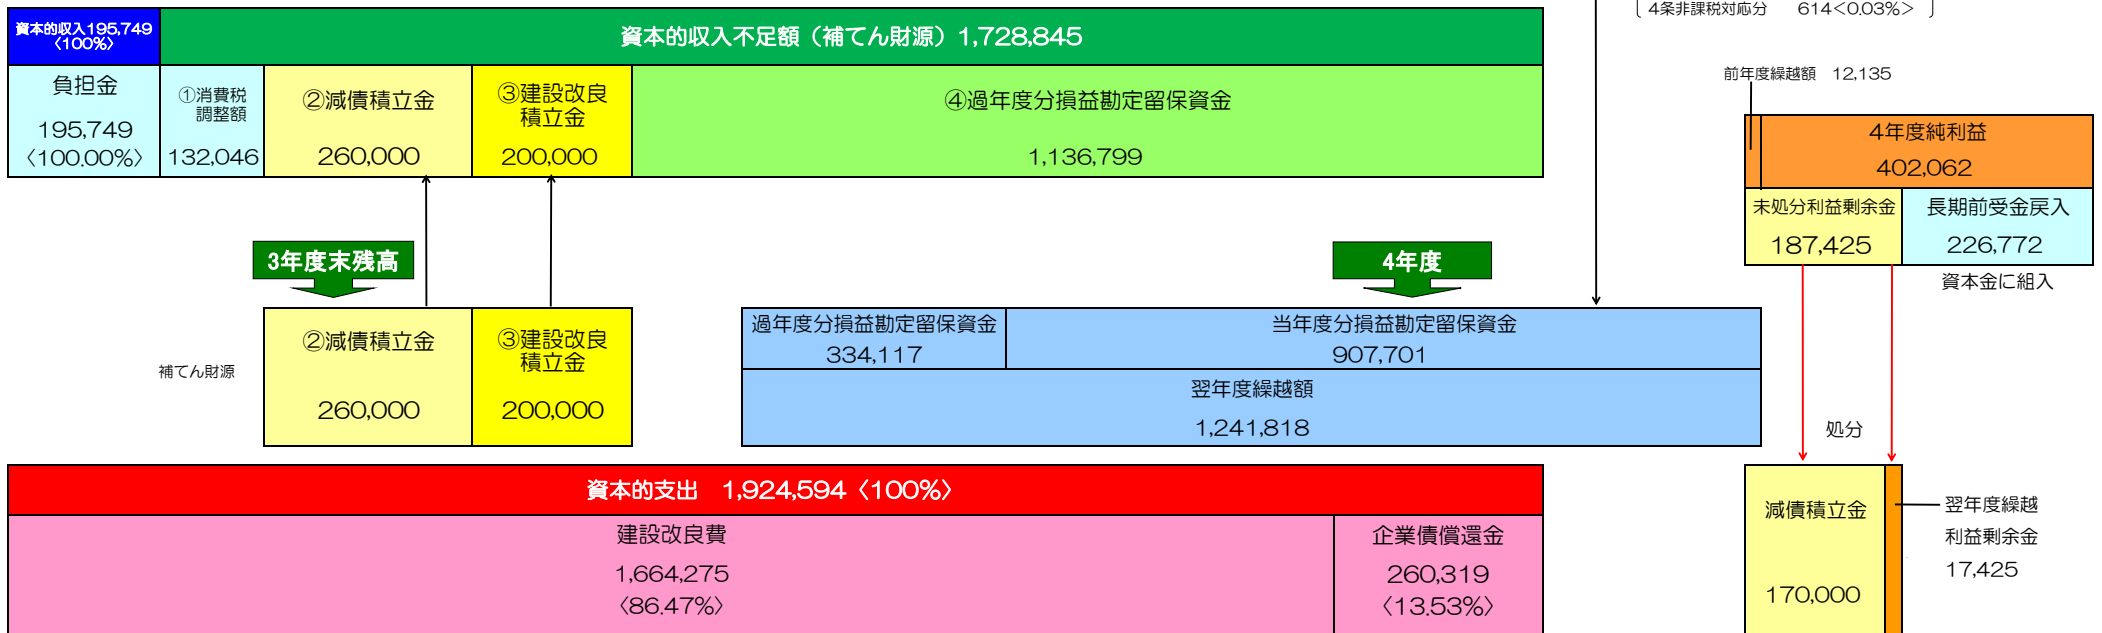 4条非課税対応分　614<0.03%>
資本的収入195,749
〈100%〉
資本的収入不足額（補てん財源）1,728,845
負担金
195,749
〈100.00%〉
①消費税
調整額
132,046
②減債積立金
260,000
③建設改良
積立金
200,000
④過年度分損益勘定留保資金
1,136,799
前年度繰越額　12,135
4年度純利益
402,062
未処分利益剰余金
187,425
長期前受金戻入
226,772
資本金に組入
3年度末残高
4年度
補てん財源
②減債積立金
260,000
③建設改良
積立金
200,000
過年度分損益勘定留保資金
334,117
当年度分損益勘定留保資金
907,701
翌年度繰越額
1,241,818
処分
資本的支出　1,924,594〈100%〉
建設改良費
1,664,275
〈86.47%〉
企業債償還金
260,319
〈13.53%〉
減債積立金
170,000
翌年度繰越
利益剰余金
17,425